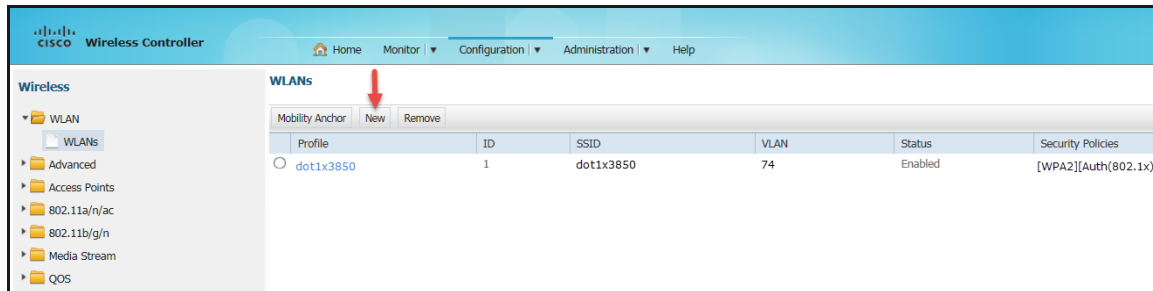 CISCO Wireless Controller
Home Monitor Configuration Administration Help
Wireless
WLAN
WLANs
Advanced
Access Points
802.11a/n/ac
802.11b/g/n
Media Stream
QOS
WLANs
Mobility Anchor New Remove
Profile ID SSID VLAN Status Security Policies
dot1x3850 1 dot1x3850 74 Enabled [WPA2][Auth(802.1x)